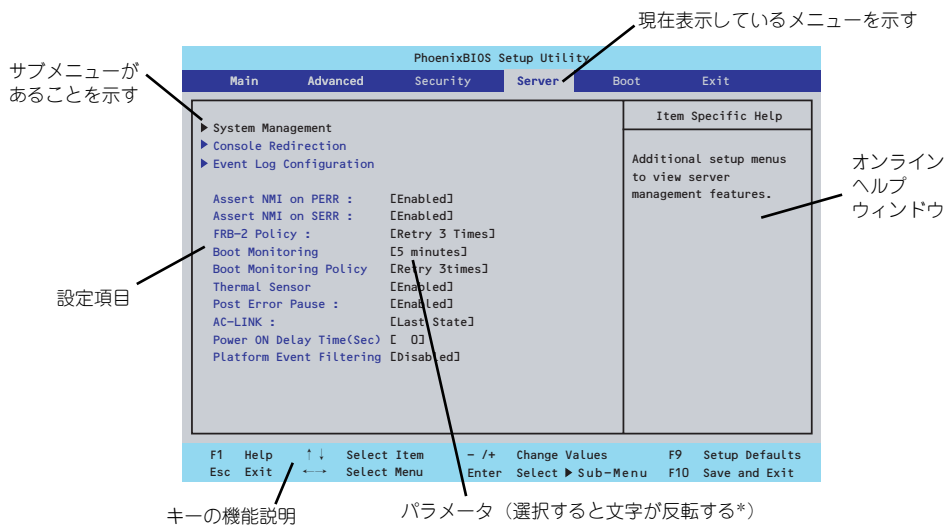 現在表示しているメニューを示す
サブメニューが
あることを示す
PhoenixBIOS Setup Utility
Main Advanced Security Server Boot Exit
Item Specific Help
▶ System Management
▶ Console Redirection
▶ Event Log Configuration
Additional setup menus
to view server
management features.
オンライン
ヘルプ
ウィンドウ
Assert NMI on PERR : [Enabled]
Assert NMI on SERR : [Enabled]
FRB-2 Policy : [Retry 3 Times]
Boot Monitoring [5 minutes]
Boot Monitoring Policy [Retry 3times]
Thermal Sensor [Enabled]
Post Error Pause : [Enabled]
AC-LINK : [Last State]
Power ON Delay Time(Sec) [ 0]
Platform Event Filtering [Disabled]
設定項目
F1 Help ↑↓ Select Item - /+ Change Values F9 Setup Defaults
Esc Exit ←→ Select Menu Enter Select ▶ Sub-Menu F10 Save and Exit
キーの機能説明
パラメータ（選択すると文字が反転する*）